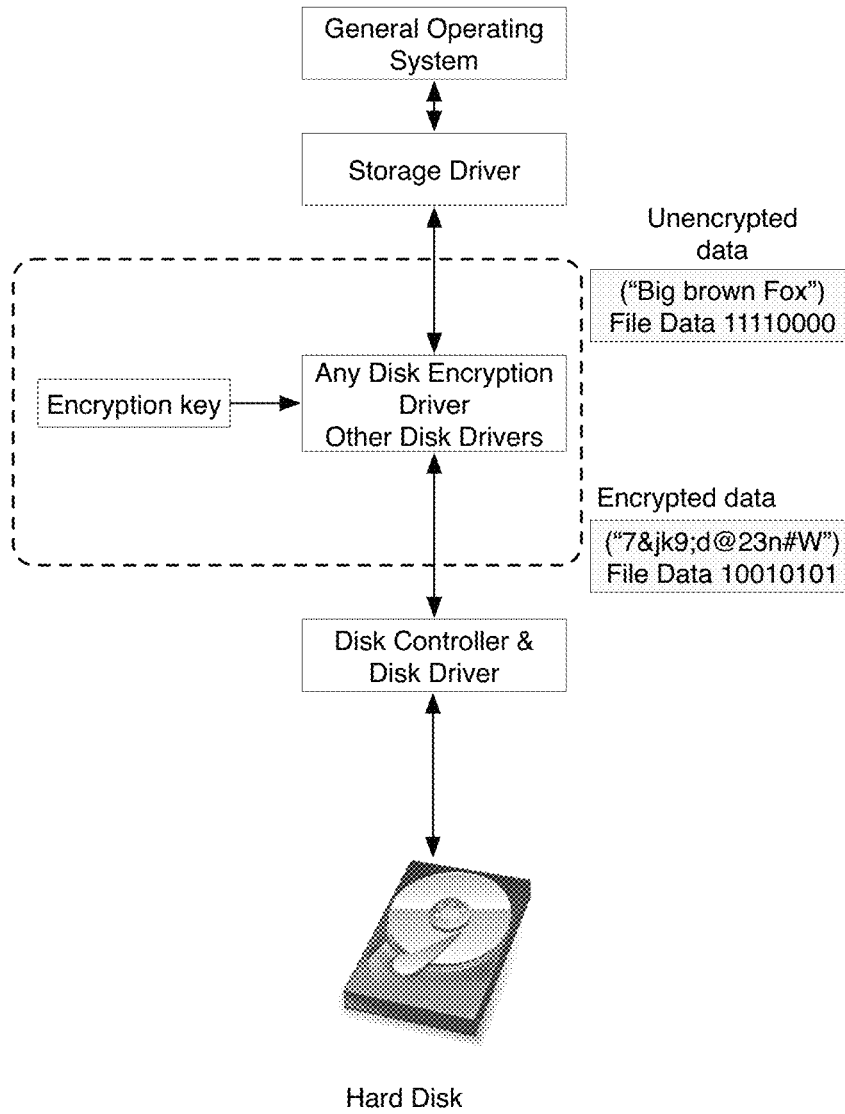 General Operating
System
Storage Driver
Unencrypted
data
(“Big brown Fox”)
File Data 11110000
Encryption key
Any Disk Encryption
Driver
Other Disk Drivers
Encrypted data
(“7&jk9;d@23n#W”)
File Data 10010101
Disk Controller &
Disk Driver
Hard Disk